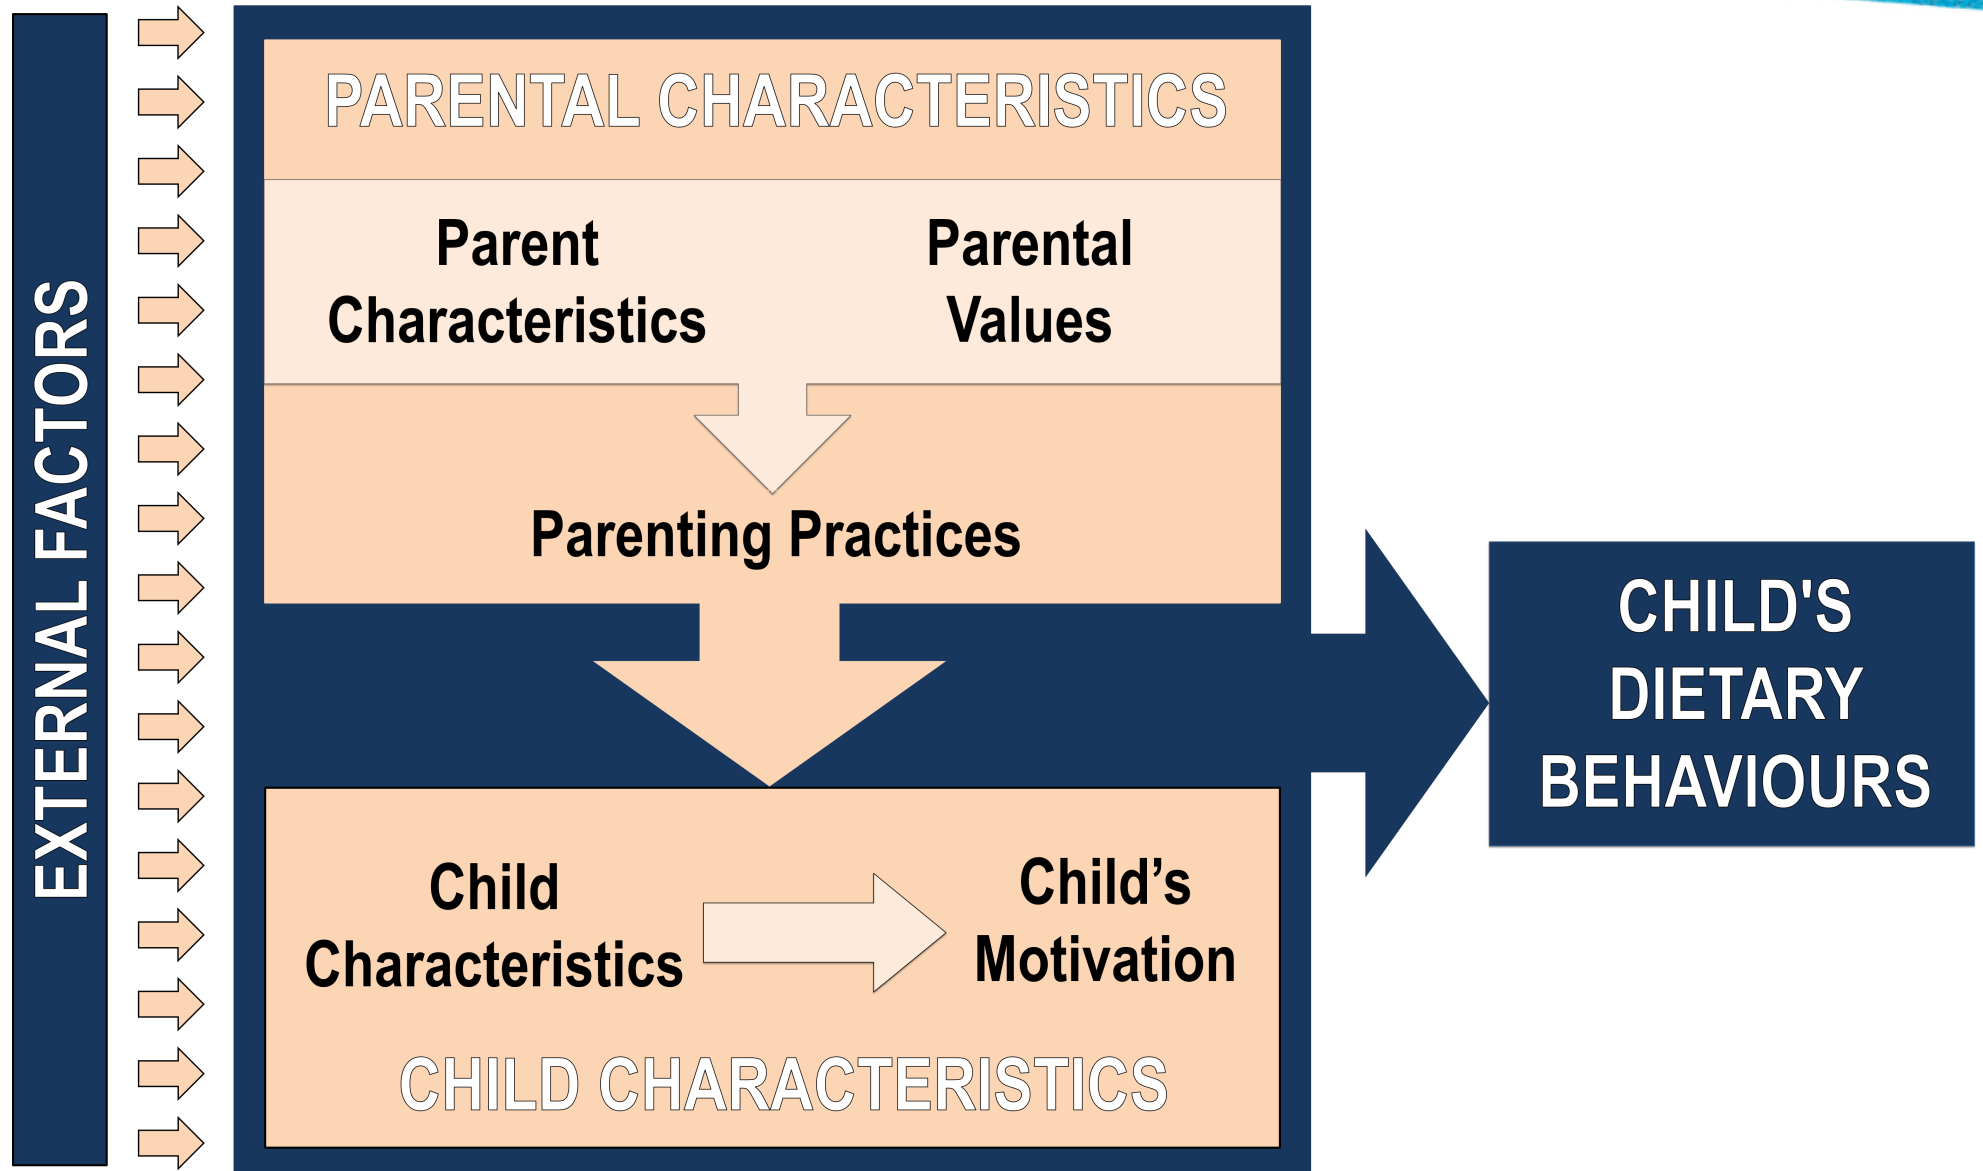 EXTERNAL FACTORS
PARENTAL CHARACTERISTICS
Parent
Characteristics
Parental
Values
Parenting Practices
Child
Characteristics
Child’s
Motivation
CHILD CHARACTERISTICS
CHILD'S
DIETARY
BEHAVIOURS